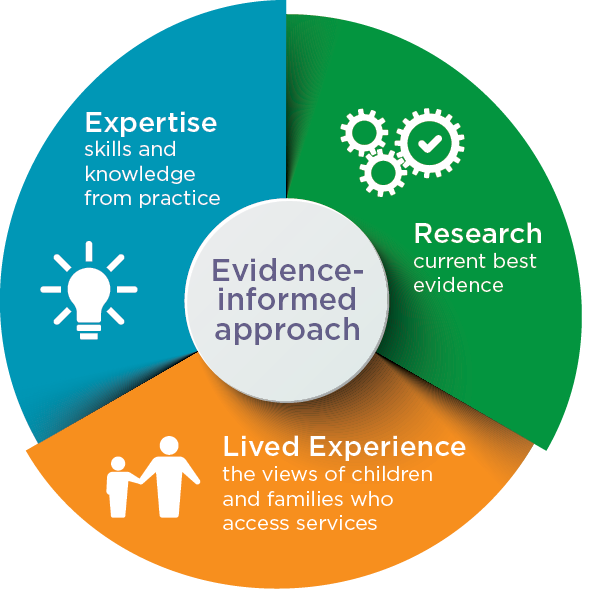 Expertise
skills and
knowledge
from practice
Research
current best
evidence
Evidence-
informed
approach
Lived Experience
the views of children
and families who
access services